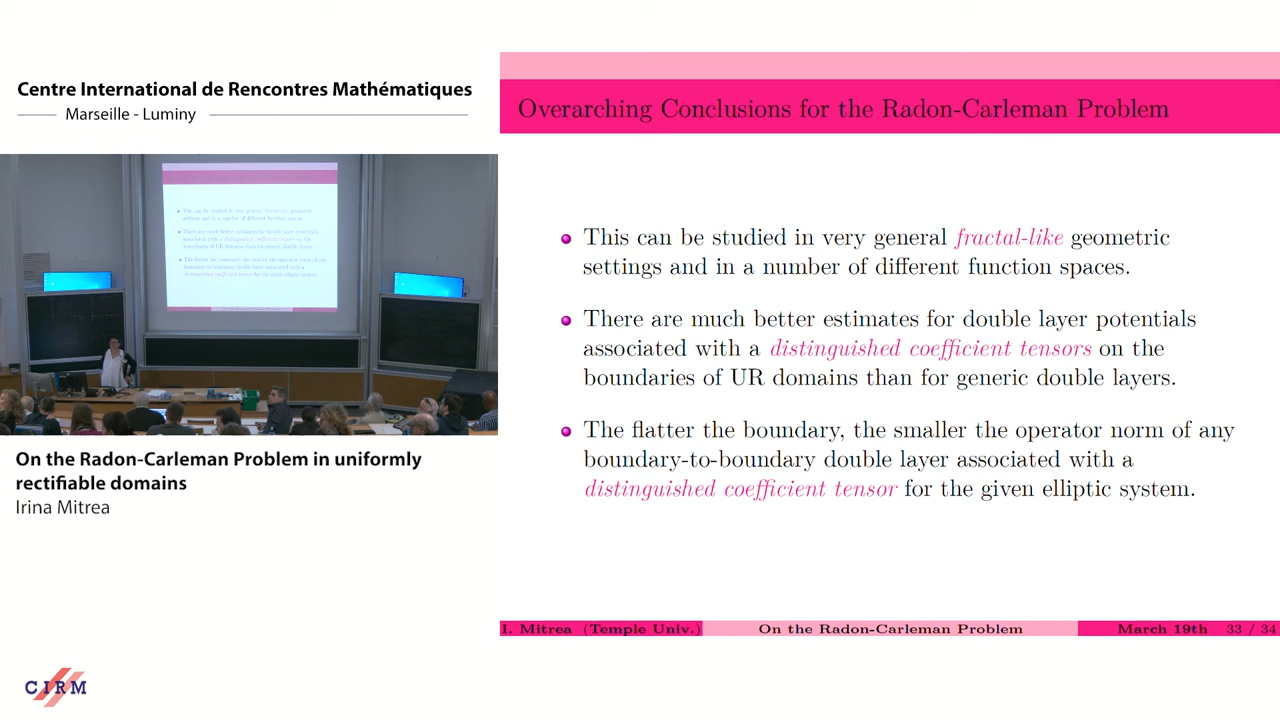 Centre International de Rencontres Mathématiques
Marseille - Luminy
On the Radon-Carleman Problem in uniformly
rectifiable domains
Irina Mitrea
CIRM
Overarching Conclusions for the Radon-Carleman Problem
This can be studied in very general fractal-like geometric
settings and in a number of different function spaces.
There are much better estimates for double layer potentials
associated with a distinguished coefficient tensors on the
boundaries of UR domains than for generic double layers.
The flatter the boundary, the smaller the operator norm of any
boundary-to-boundary double layer associated with a
distinguished coefficient tensor for the given elliptic system.
I. Mitrea (Temple Univ.)
On the Radon-Carleman Problem
March 19th 33 / 34